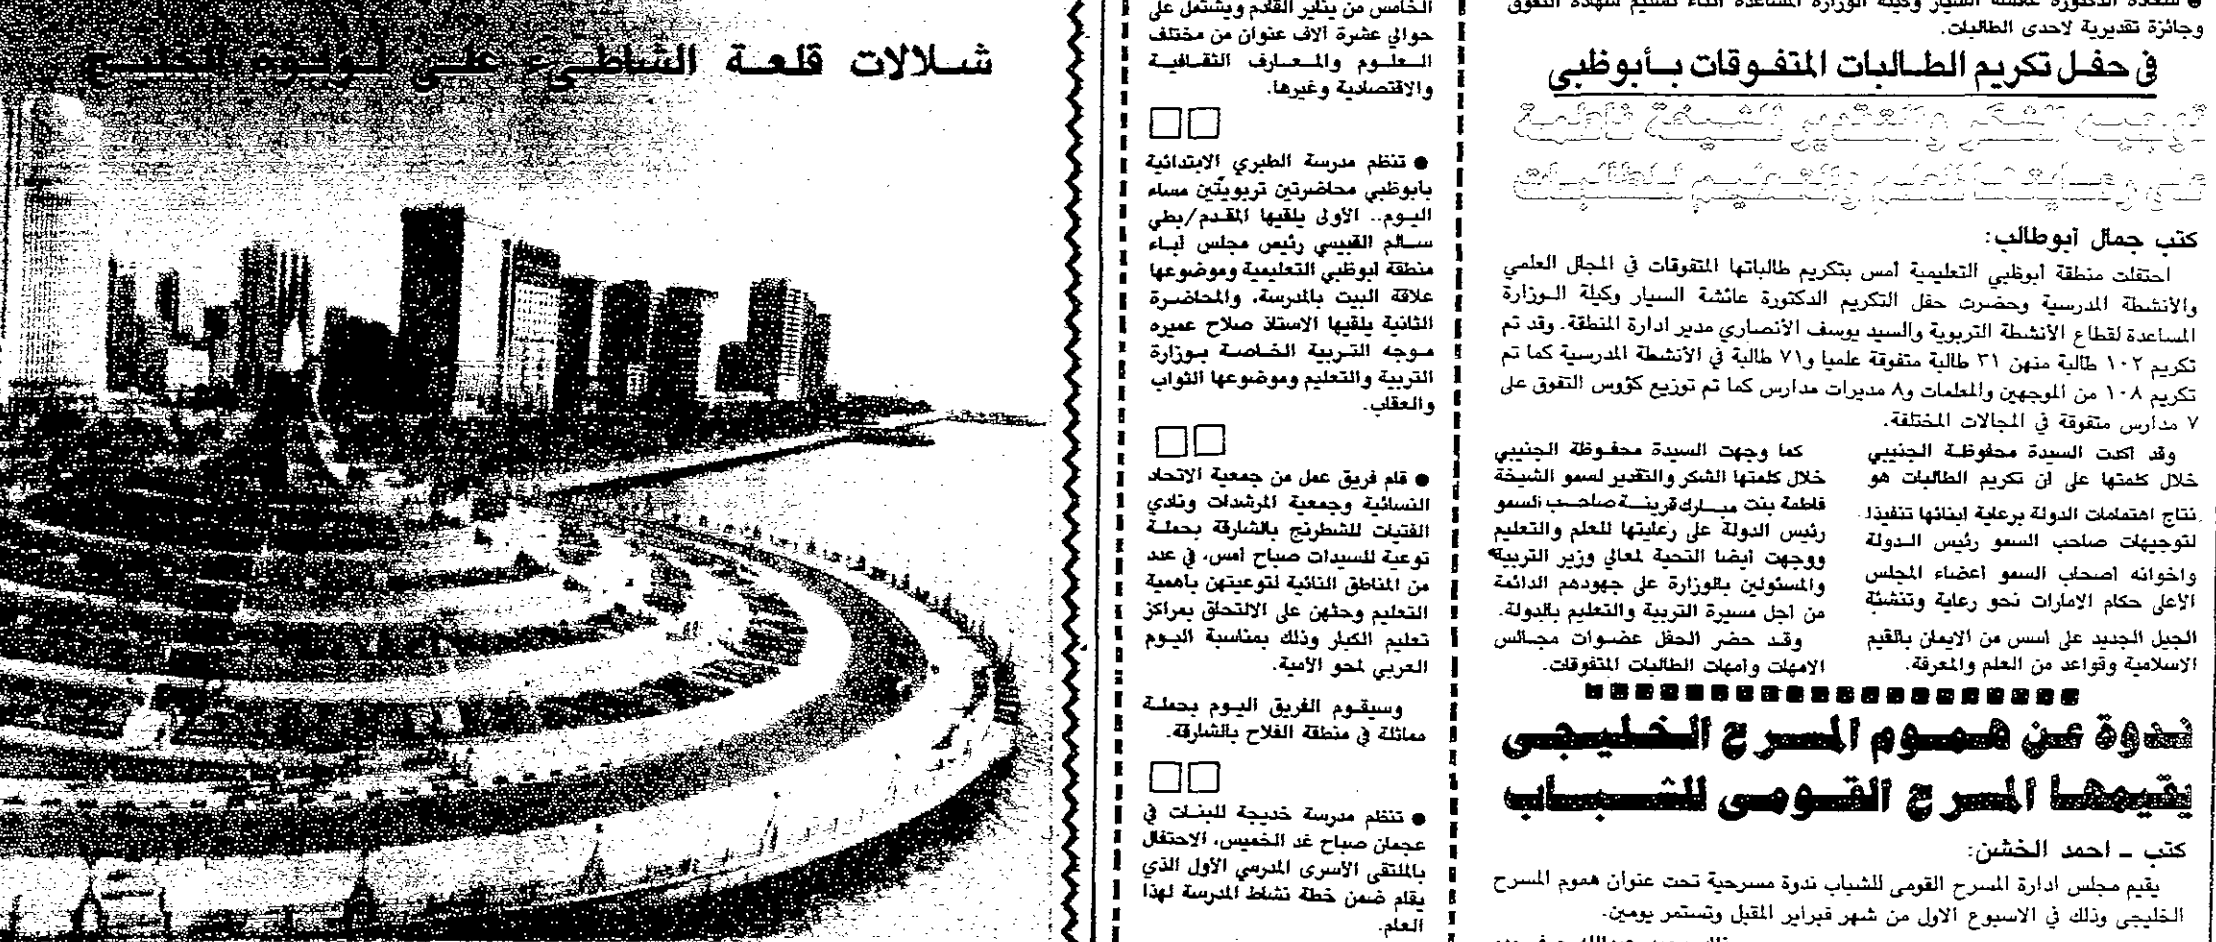 وجائزة تقديرية لاحدى الطالبات.
في حفل تكريم الطالبات المتفوقات بأبوظبى
كتب جمال أبوطالب:
احتفلت منطقة أبوظبي التعليمية أمس بتكريم طالباتها المتفوقات في المجال العلمي
والأنشطة المدرسية وحضرت حفل التكريم الدكتورة عائشة السيار وكيلة الوزارة
المساعدة لقطاع الأنشطة التربوية والسيد يوسف الأنصاري مدير ادارة المنطقة. وقد تم
تكريم ١٠٢ طالبة منهن ٣١ طالبة متفوقة علميا و٧١ طالبة في الأنشطة المدرسية كما تم
تكريم ١٠٨ من الموجهين والمعلمات و٨ مديرات مدارس كما تم توزيع كؤوس التفوق على
٧ مدارس متفوقة في المجالات المختلفة.
وقد اكدت السيدة محفوظة الجنيبي
خلال كلمتها على ان تكريم الطالبات هو
نتاج اهتمامات الدولة برعاية ابنائها تنفيذا
لتوجيهات صاحب السمو رئيس الدولة
واخوانه اصحاب السمو اعضاء المجلس
الأعلى حكام الامارات نحو رعاية وتنشئة
الجيل الجديد على اسس من الايمان بالقيم
الاسلامية وقواعد من العلم والمعرفة.
كما وجهت السيدة محفوظة الجنيبي
خلال كلمتها الشكر والتقدير لسمو الشيخة
فاطمة بنت مبارك قرينة صاحب السمو
رئيس الدولة على رعايتها للعلم والتعليم
ووجهت ايضا التحية لمعالي وزير التربية
والمسئولين بالوزارة على جهودهم الدائمة
من اجل مسيرة التربية والتعليم بالدولة.
وقد حضر الحفل عضوات مجالس
الامهات وامهات الطالبات المتفوقات.
ندوة عن هموم المسرح الخليجى
يقيمها المسرح القومى للشباب
كتب ـ احمد الخشن:
يقيم مجلس ادارة المسرح القومى للشباب ندوة مسرحية تحت عنوان هموم المسرح
الخليجى وذلك في الاسبوع الاول من شهر فبراير المقبل وتستمر يومين.
الخامس من يناير القادم ويشتمل على
حوالي عشرة آلاف عنوان من مختلف
العلوم والمعارف الثقافية
والاقتصادية وغيرها.
● تنظم مدرسة الطبري الابتدائية
بأبوظبي محاضرتين تربويتين مساء
اليوم.. الأولى يلقيها المقدم/بطي
سالم القبيسي رئيس مجلس آباء
منطقة ابوظبي التعليمية وموضوعها
علاقة البيت بالمدرسة، والمحاضرة
الثانية يلقيها الاستاذ صلاح عميره
موجه التربية الخاصة بوزارة
التربية والتعليم وموضوعها الثواب
والعقاب.
● قام فريق عمل من جمعية الاتحاد
النسائية وجمعية المرشدات ونادي
الفتيات للشطرنج بالشارقة بحملة
توعية للسيدات صباح أمس، في عدد
من المناطق النائية لتوعيتهن بأهمية
التعليم وحثهن على الالتحاق بمراكز
تعليم الكبار وذلك بمناسبة اليوم
العربي لمحو الأمية.
وسيقوم الفريق اليوم بحملة
مماثلة في منطقة الفلاح بالشارقة.
● تنظم مدرسة خديجة للبنات في
عجمان صباح غد الخميس، الاحتفال
بالملتقى الأسرى المدرسي الأول الذي
يقام ضمن خطة نشاط المدرسة لهذا
العام.
شلالات قلعة الشاطىء على لؤلؤة الخليج